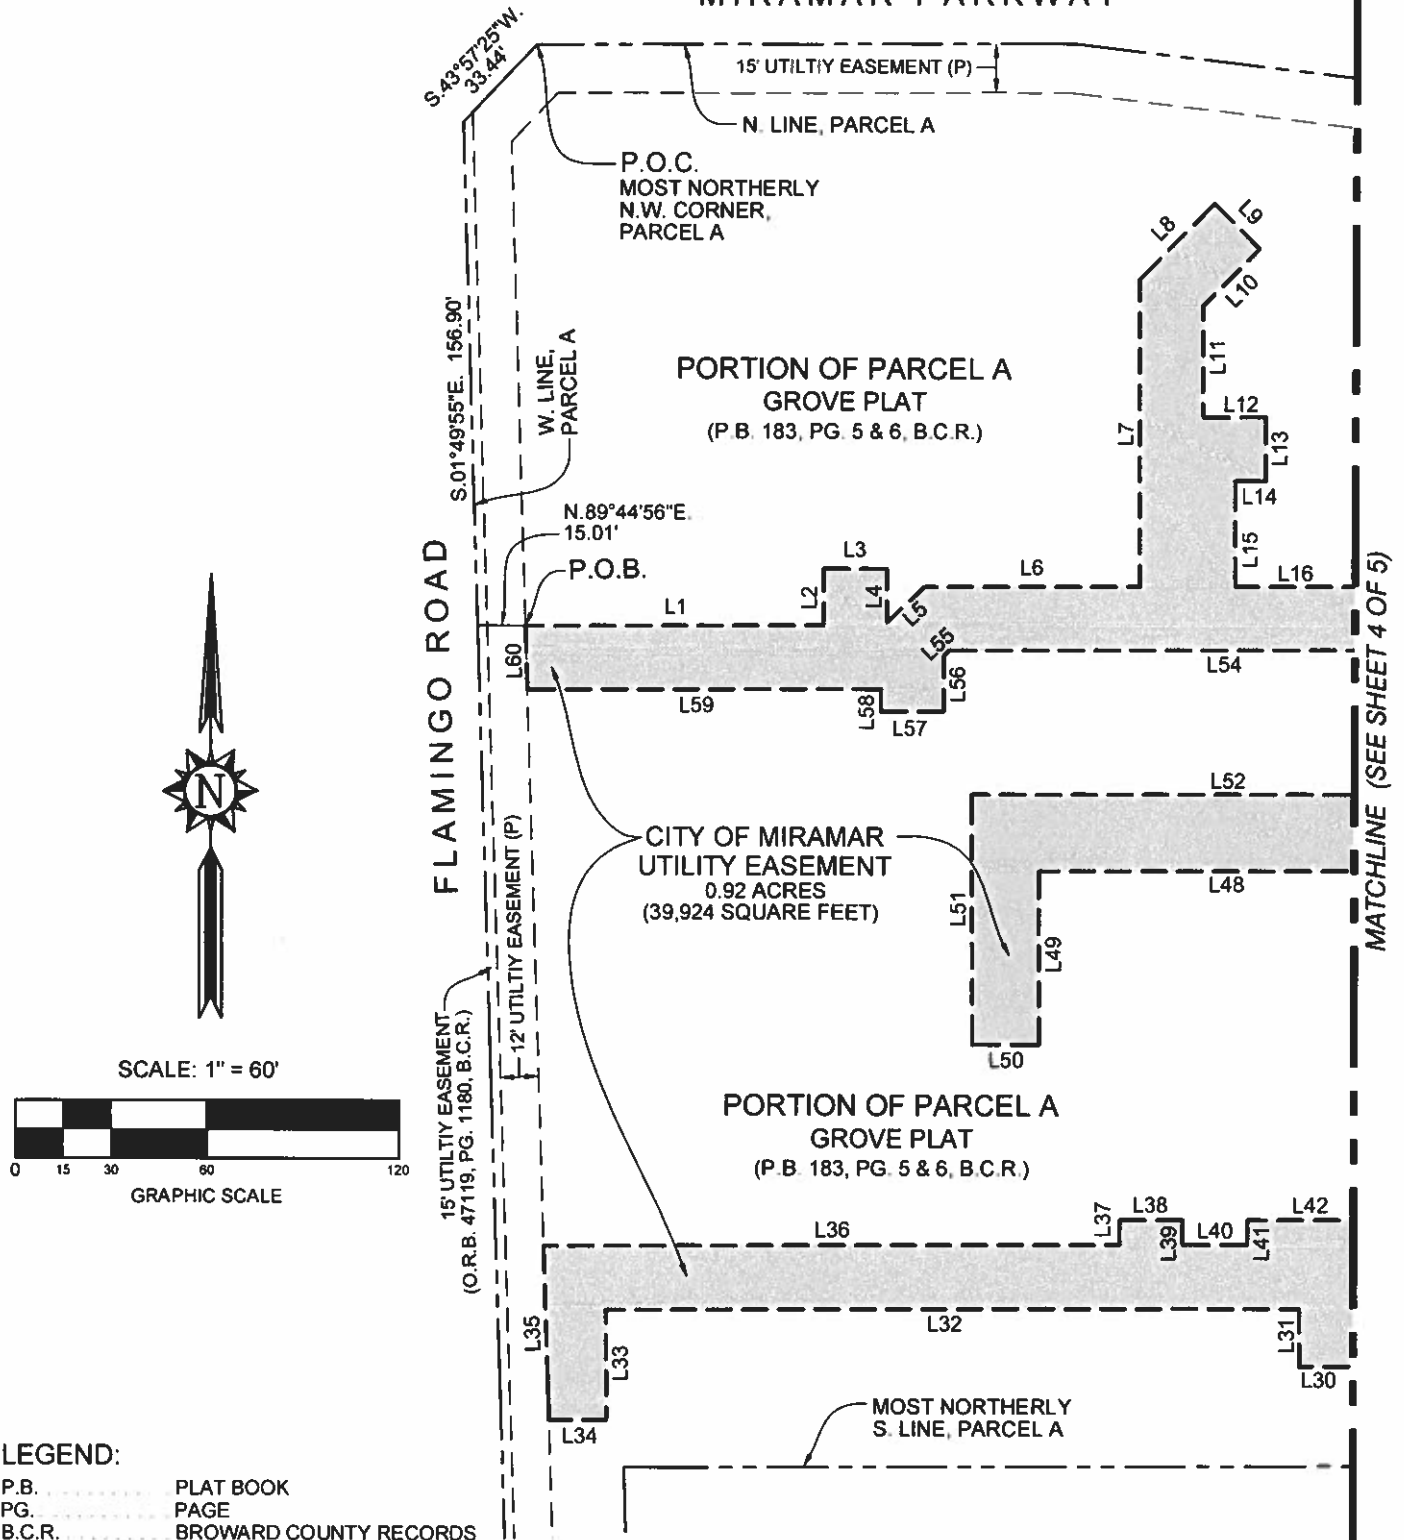 MIRAMAR PARKWAY
S.43°57'25"W.
33.44'
15' UTILTIY EASEMENT (P)
N. LINE, PARCEL A
P.O.C.
MOST NORTHERLY
N.W. CORNER,
PARCEL A
L8
L9
L10
S.01°49'55"E. 156.90'
W. LINE,
PARCEL A
PORTION OF PARCEL A
GROVE PLAT
(P.B. 183, PG. 5 & 6, B.C.R.)
L11
L12
L7
L13
L14
N.89°44'56"E.
15.01'
FLAMINGO ROAD
P.O.B.
L3
L2
L4
L5
L6
L15
L16
L1
L60
L55
L54
L56
L59
L58
L57
MATCHLINE (SEE SHEET 4 OF 5)
N
L52
CITY OF MIRAMAR
UTILITY EASEMENT
0.92 ACRES
(39,924 SQUARE FEET)
L51
L48
L49
L50
12' UTILTIY EASEMENT (P)
15' UTILTIY EASEMENT
(O.R.B. 47119, PG. 1180, B.C.R.)
SCALE: 1" = 60'
0 15 30 60 120
GRAPHIC SCALE
PORTION OF PARCEL A
GROVE PLAT
(P.B. 183, PG. 5 & 6, B.C.R.)
L36
L37
L38
L39
L40
L41
L42
L35
L33
L32
L31
L30
L34
MOST NORTHERLY
S. LINE, PARCEL A
LEGEND:
P.B. PLAT BOOK
PG. PAGE
B.C.R. BROWARD COUNTY RECORDS